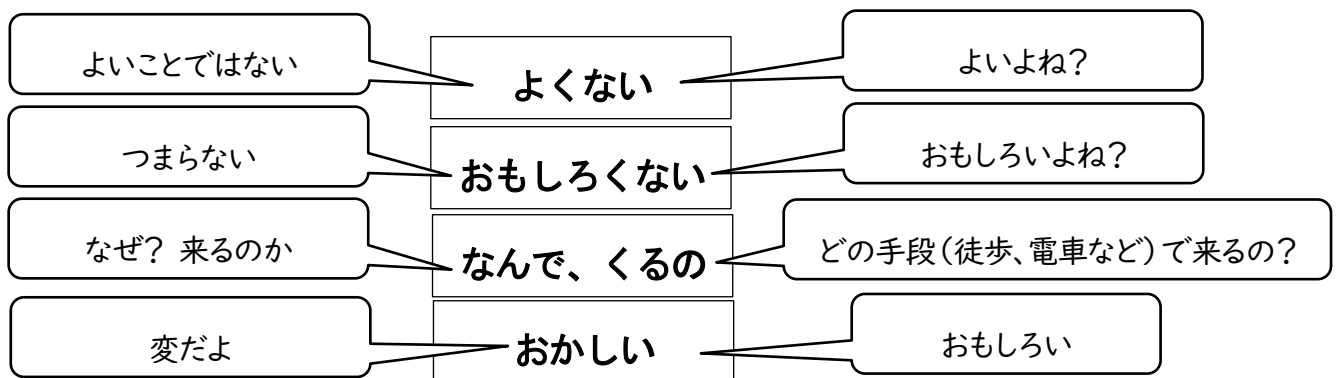 よいことではない
よくない
よいよね?
つまらない
おもしろくない
おもしろいよね?
なぜ? 来るのか
なんで、くるの
どの手段(徒歩、電車など)で来るの?
変だよ
おかしい
おもしろい